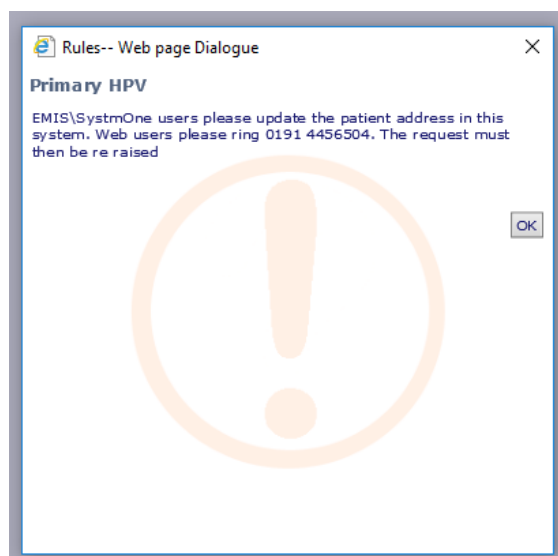 Rules-- Web page Dialogue
Primary HPV
EMIS\SystmOne users please update the patient address in this
system. Web users please ring 0191 4456504. The request must
then be re raised
OK